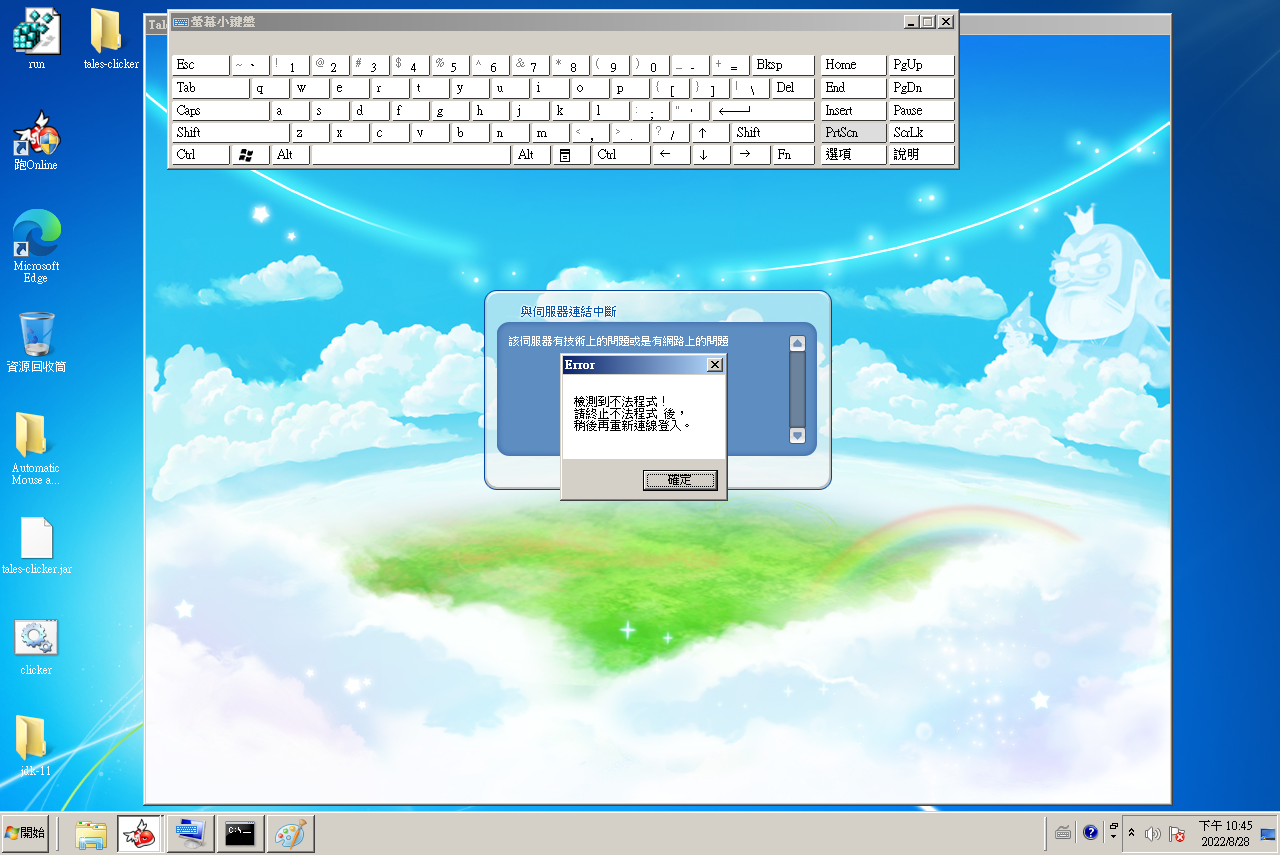 run
tales-clicker
跑Online
Microsoft
Edge
資源回收筒
Automatic
Mouse a...
tales-clicker.jar
clicker
jdk-11
Tal
螢幕小鍵盤
Esc ~ ` ! 1 @ 2 # 3 $ 4 % 5 ^ 6 & 7 * 8 ( 9 ) 0 _ - + = Bksp Home PgUp
Tab q w e r t y u i o p { [ } ] | \ Del End PgDn
Caps a s d f g h j k l : ; " ' Insert Pause
Shift z x c v b n m < , > . ? / ↑ Shift PrtScn ScrLk
Ctrl Alt Alt Ctrl ← ↓ → Fn 選項 說明
與伺服器連結中斷
該伺服器有技術上的問題或是有網路上的問題
Error
檢測到不法程式！
請終止不法程式 後，
稍後再重新連線登入。
確定
開始
C:\
下午 10:45
2022/8/28